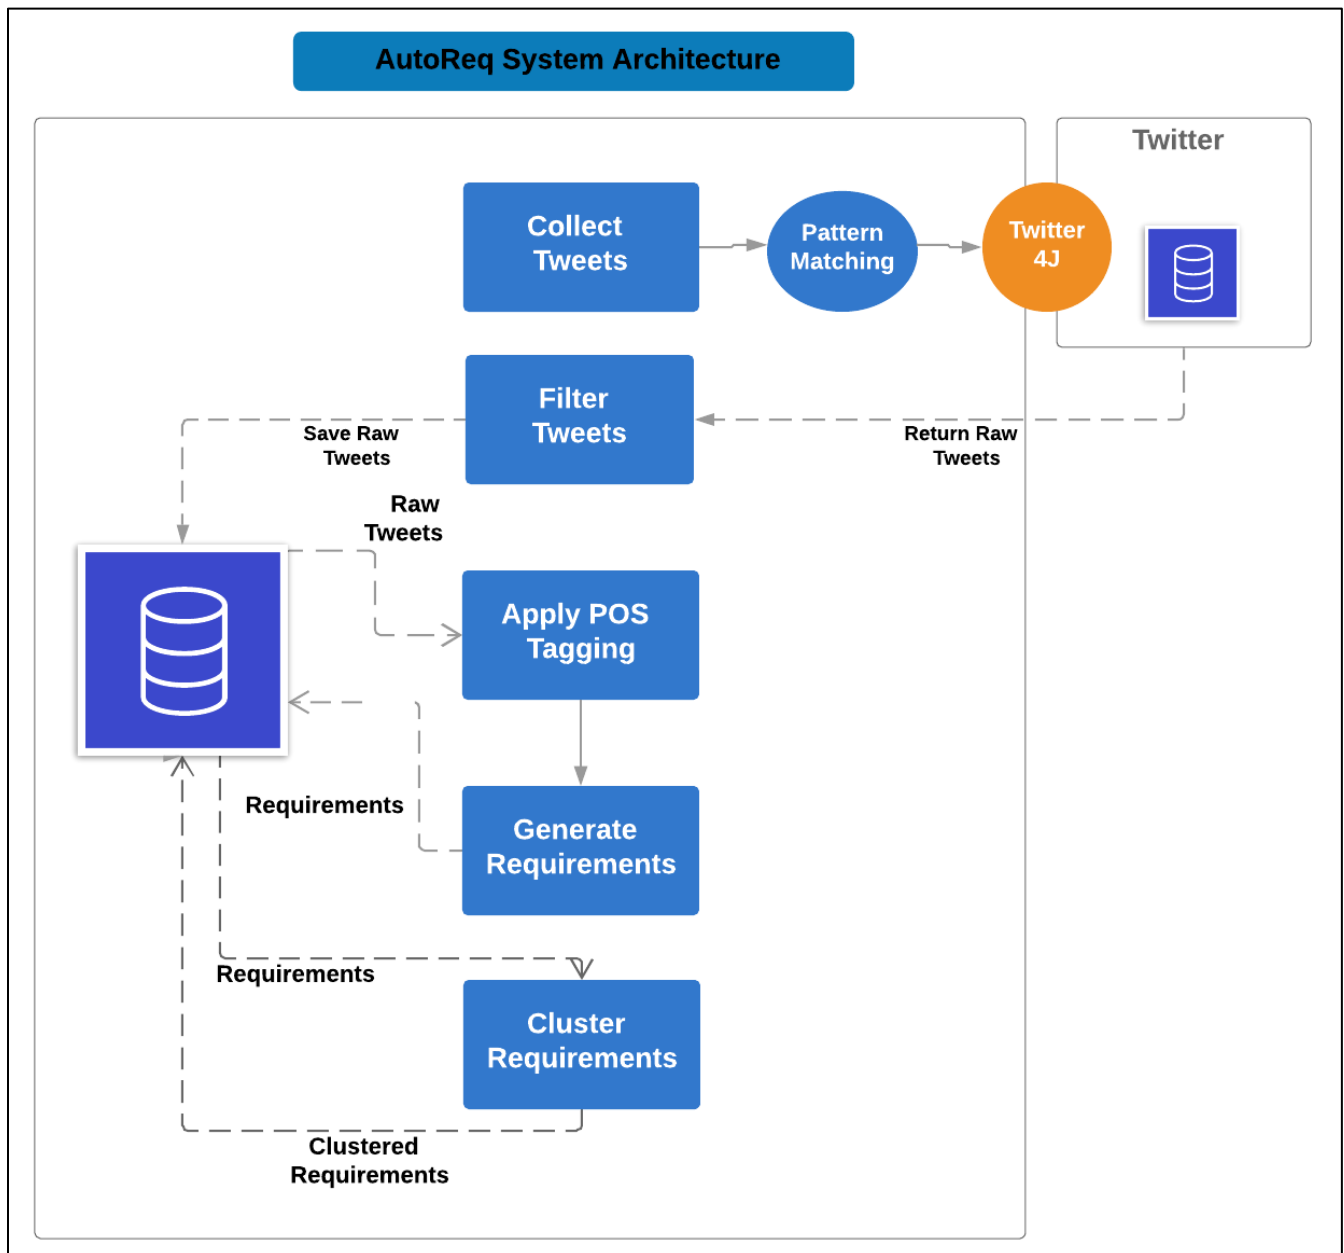 AutoReq System Architecture
Twitter
Collect
Tweets
Pattern
Matching
Twitter
4J
Filter
Tweets
Save Raw
Tweets
Return Raw
Tweets
Raw
Tweets
Apply POS
Tagging
Requirements
Generate
Requirements
Requirements
Cluster
Requirements
Clustered
Requirements